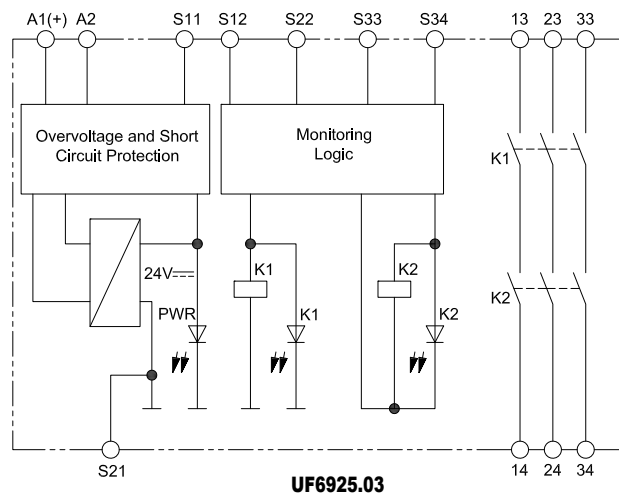 A1(+) A2 S11 S12 S22 S33 S34 13 23 33
Overvoltage and Short
Circuit Protection
Monitoring
Logic
K1
24V
K1
K2
K2
PWR
K1
K2
S21
14 24 34
UF6925.03